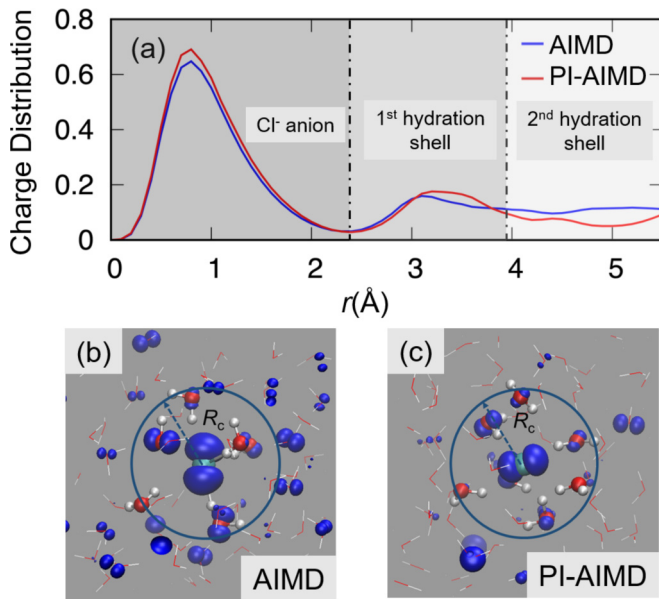 (a)
AIMD
PI-AIMD
Cl⁻ anion
1st hydration
shell
2nd hydration
shell
Charge Distribution
0.8
0.6
0.4
0.2
0
0 1 2 3 4 5
r(Å)
(b)
Rc
AIMD
(c)
Rc
PI-AIMD